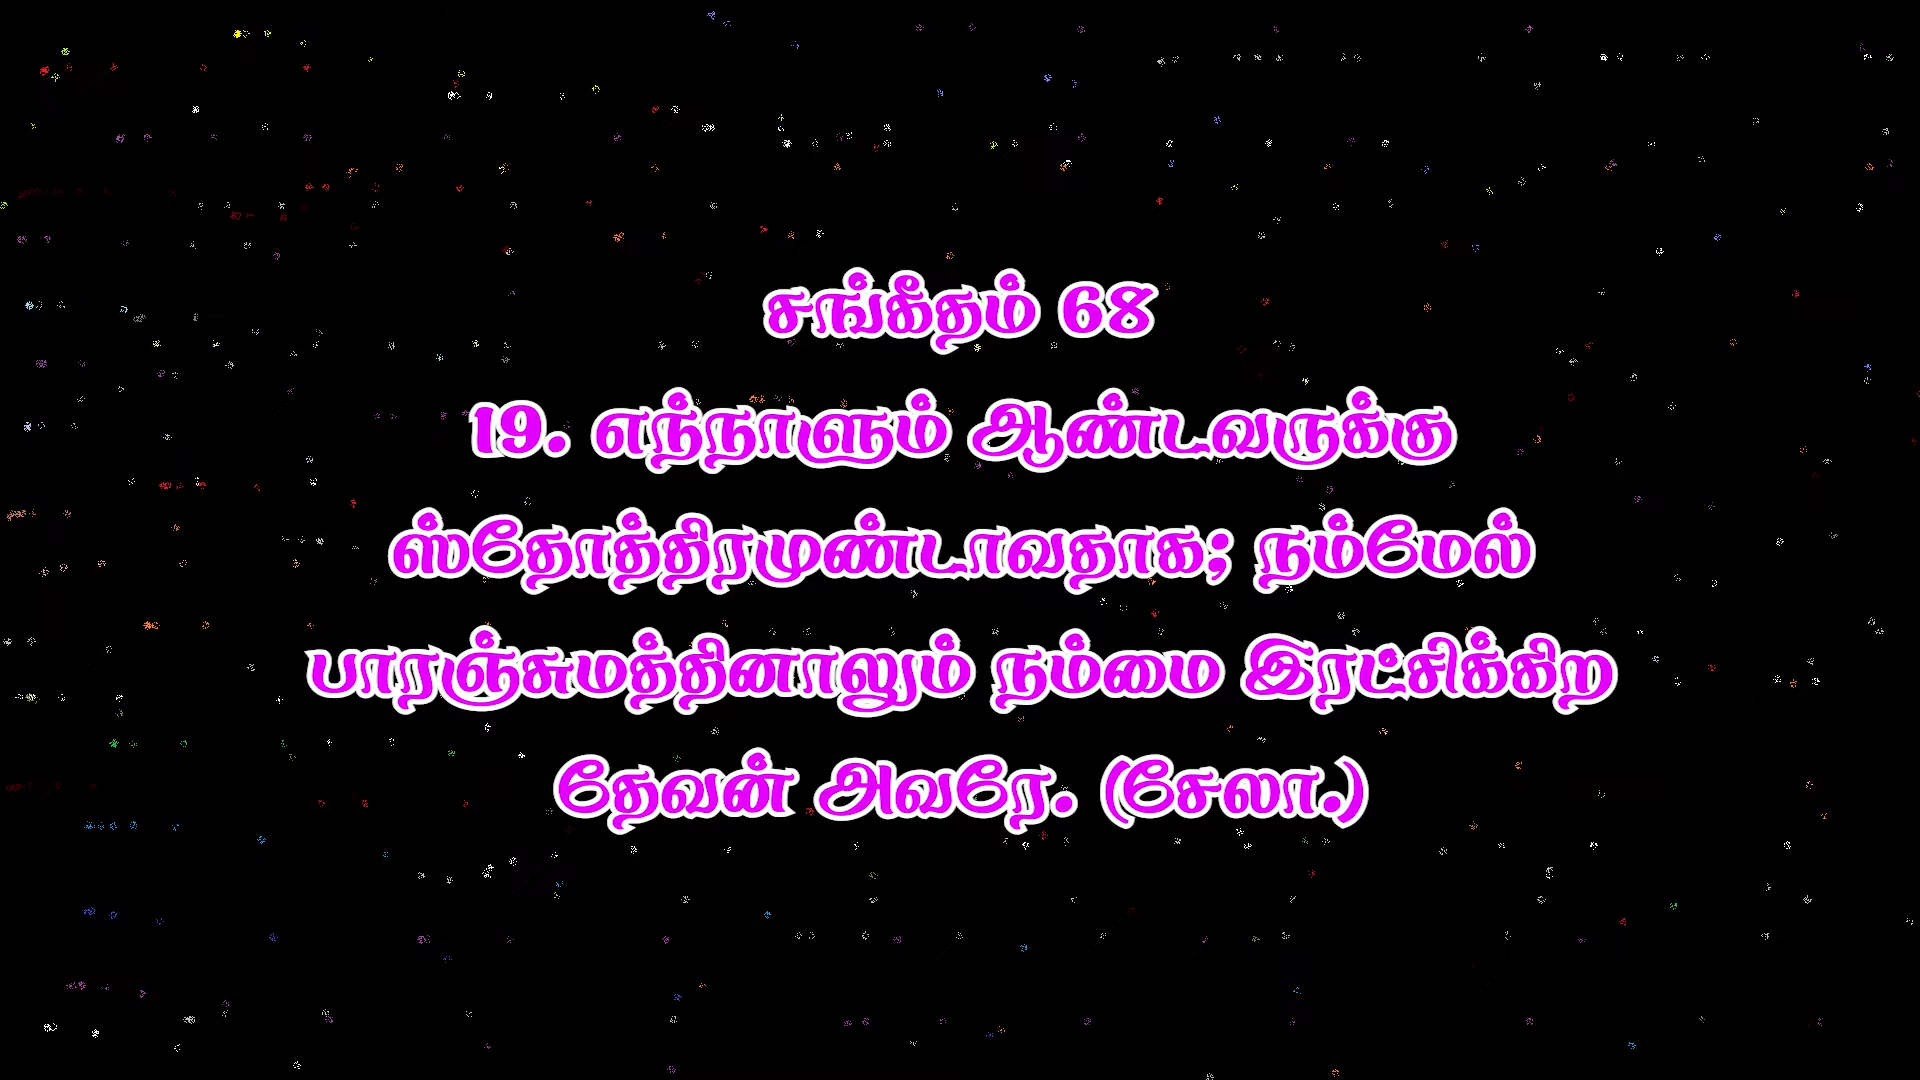 சங்கீதம் 68
19. எந்நாளும் ஆண்டவருக்கு
ஸ்தோத்திரமுண்டாவதாக; நம்மேல்
பாரஞ்சுமத்தினாலும் நம்மை இரட்சிக்கிற
தேவன் அவரே. (சேலா.)